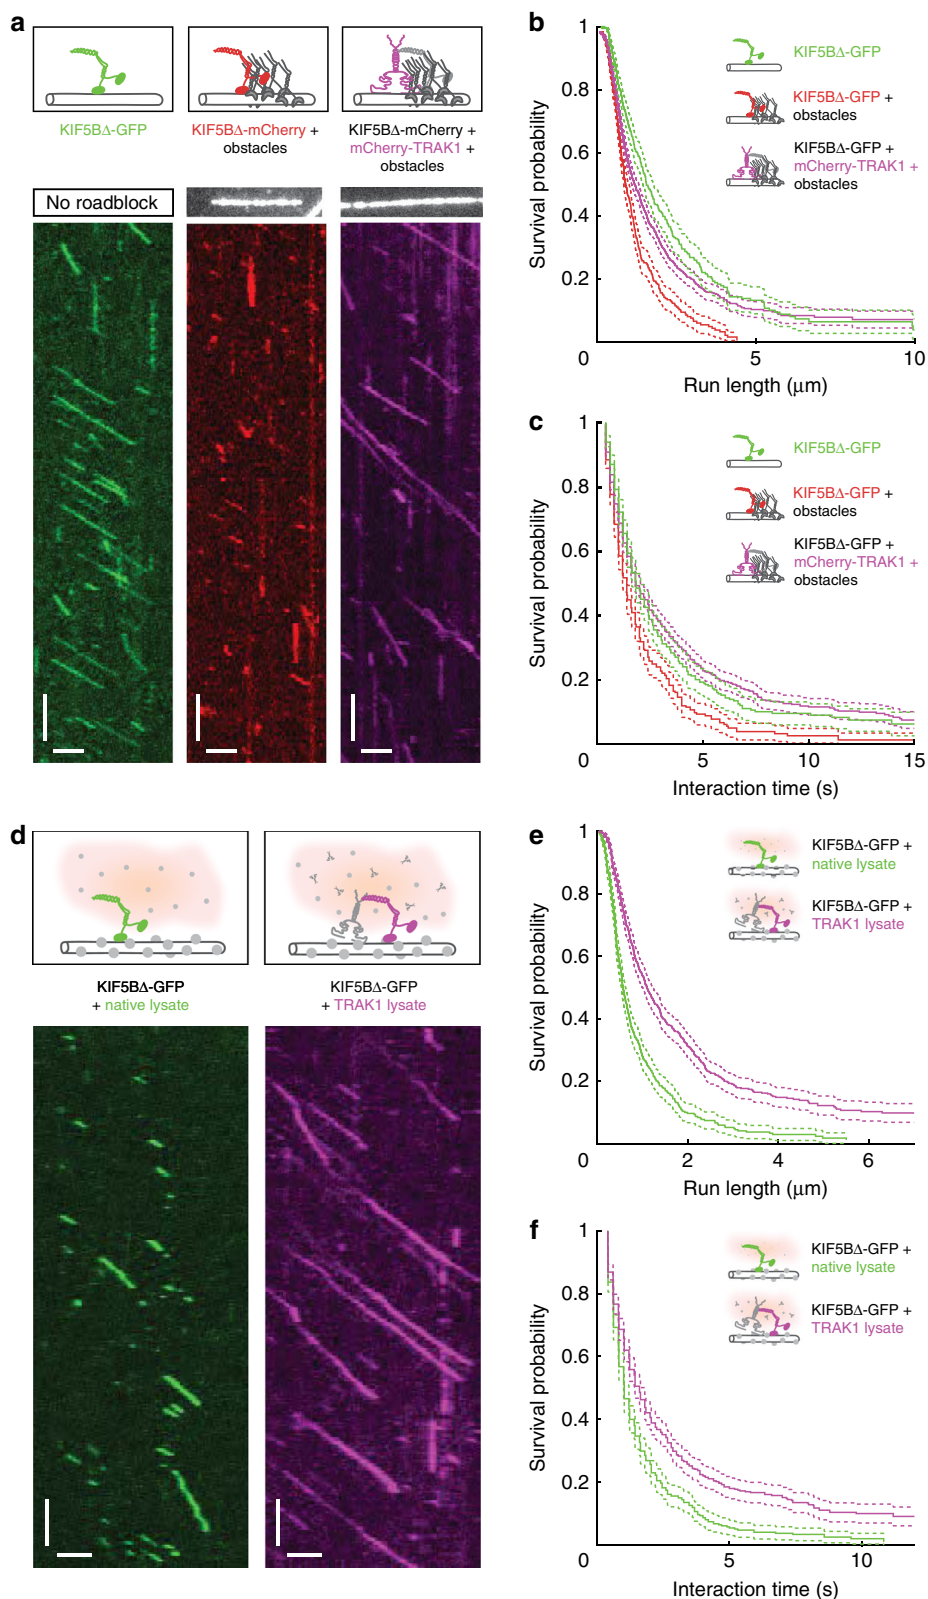 a
KIF5BΔ-GFP
KIF5BΔ-mCherry +
obstacles
KIF5BΔ-mCherry +
mCherry-TRAK1 +
obstacles
No roadblock
b
Survival probability
1
0.8
0.6
0.4
0.2
0
5
10
Run length (μm)
KIF5BΔ-GFP
KIF5BΔ-GFP +
obstacles
KIF5BΔ-GFP +
mCherry-TRAK1 +
obstacles
c
Survival probability
1
0.8
0.6
0.4
0.2
0
5
10
15
Interaction time (s)
KIF5BΔ-GFP
KIF5BΔ-GFP +
obstacles
KIF5BΔ-GFP +
mCherry-TRAK1 +
obstacles
d
KIF5BΔ-GFP
+ native lysate
KIF5BΔ-GFP
+ TRAK1 lysate
e
Survival probability
1
0.8
0.6
0.4
0.2
0
2
4
6
Run length (μm)
KIF5BΔ-GFP +
native lysate
KIF5BΔ-GFP +
TRAK1 lysate
f
Survival probability
1
0.8
0.6
0.4
0.2
0
5
10
Interaction time (s)
KIF5BΔ-GFP +
native lysate
KIF5BΔ-GFP +
TRAK1 lysate